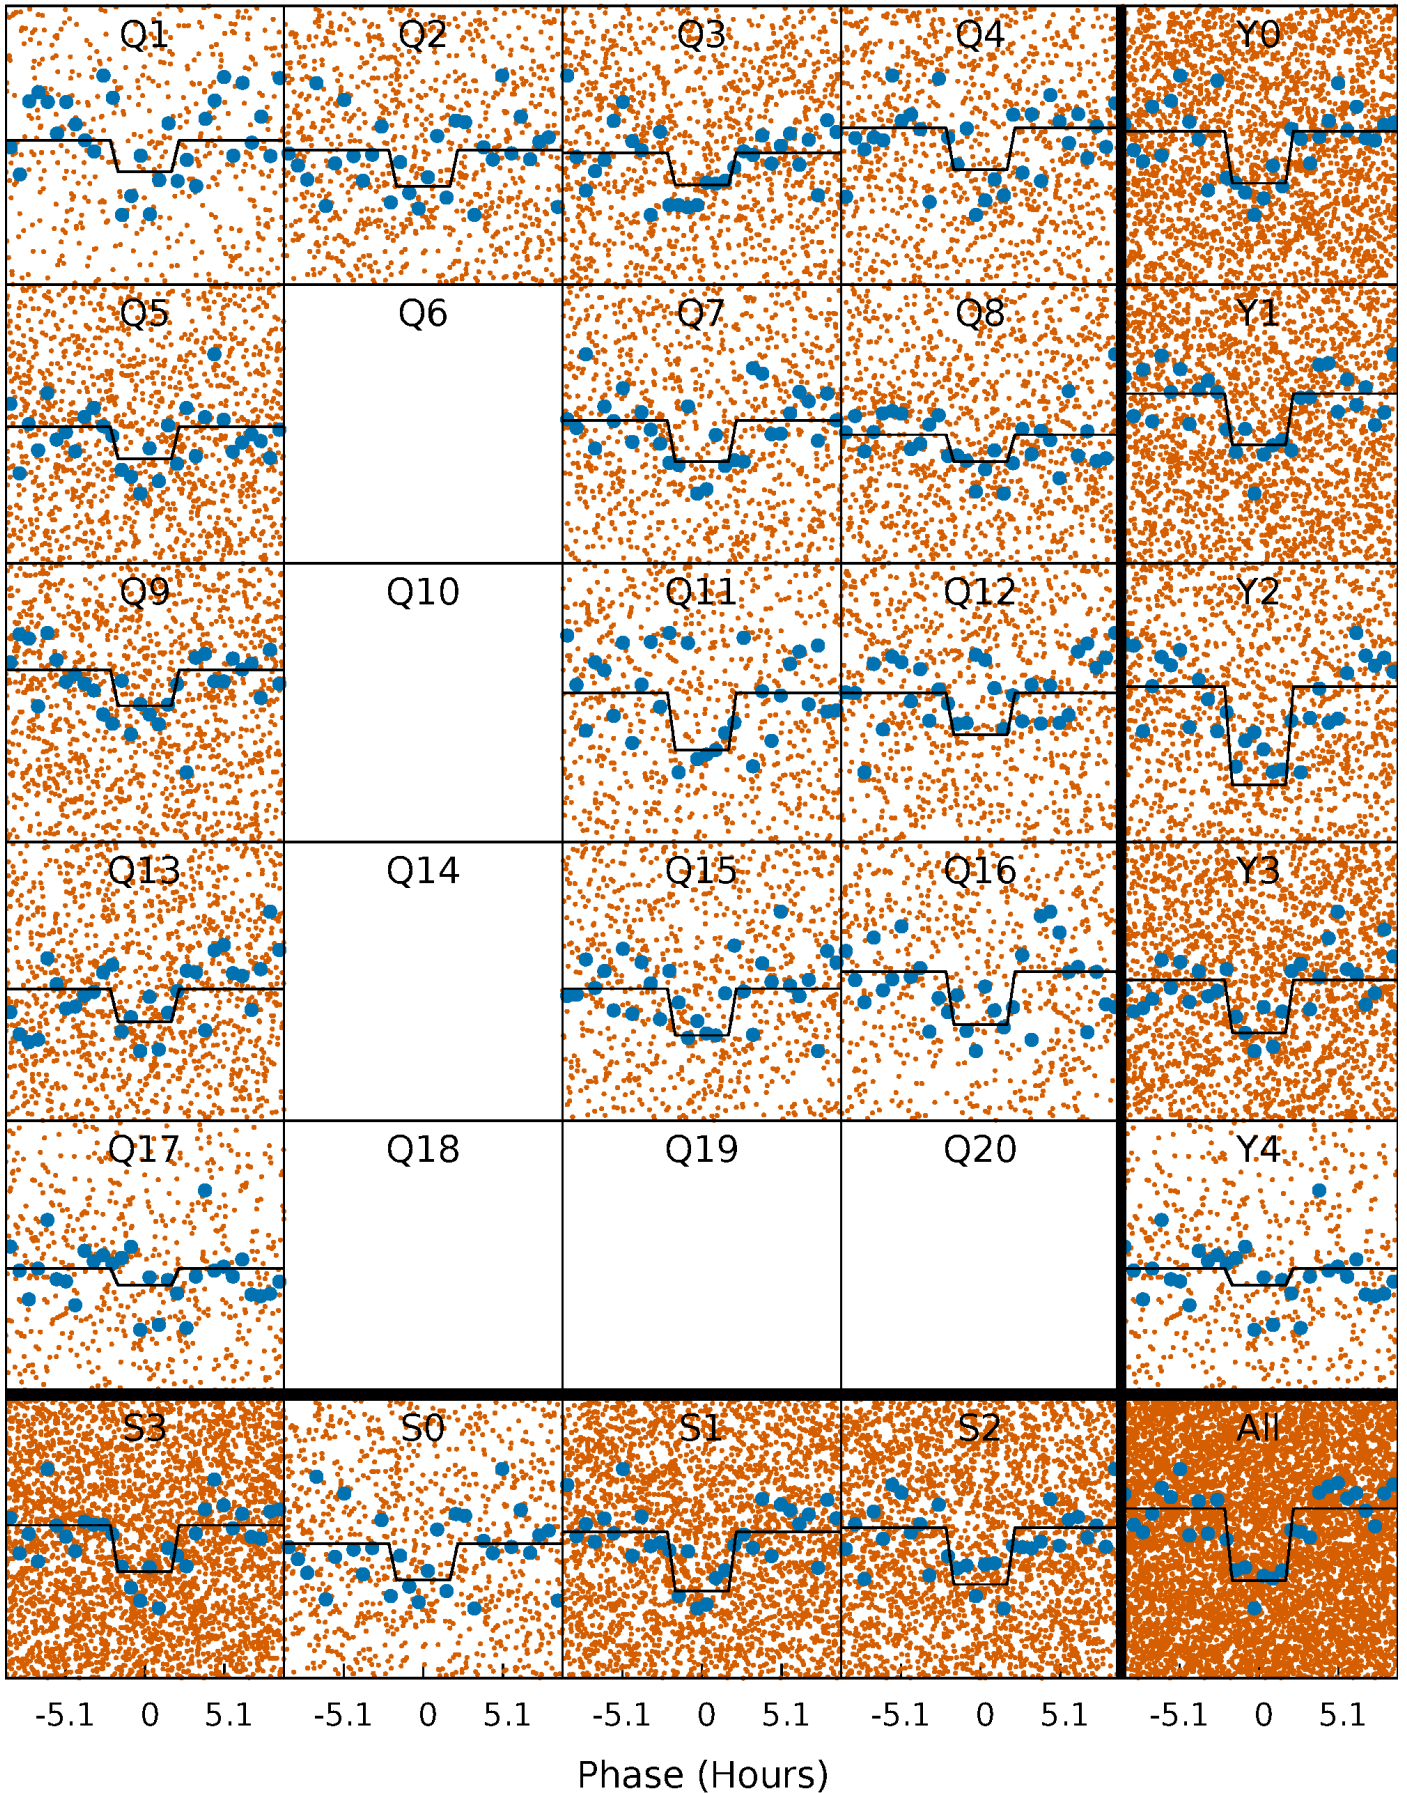 Q1 Q2 Q3 Q4 Y0
Q5 Q6 Q7 Q8 Y1
Q9 Q10 Q11 Q12 Y2
Q13 Q14 Q15 Q16 Y3
Q17 Q18 Q19 Q20 Y4
S3 S0 S1 S2 All
-5.1 0 5.1 -5.1 0 5.1 -5.1 0 5.1 -5.1 0 5.1 -5.1 0 5.1
Phase (Hours)